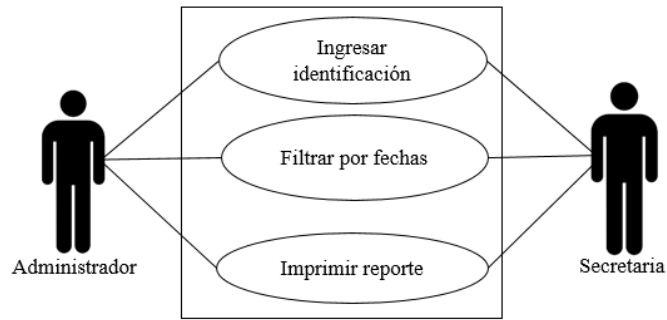 Ingresar
identificación
Filtrar por fechas
Imprimir reporte
Administrador
Secretaria